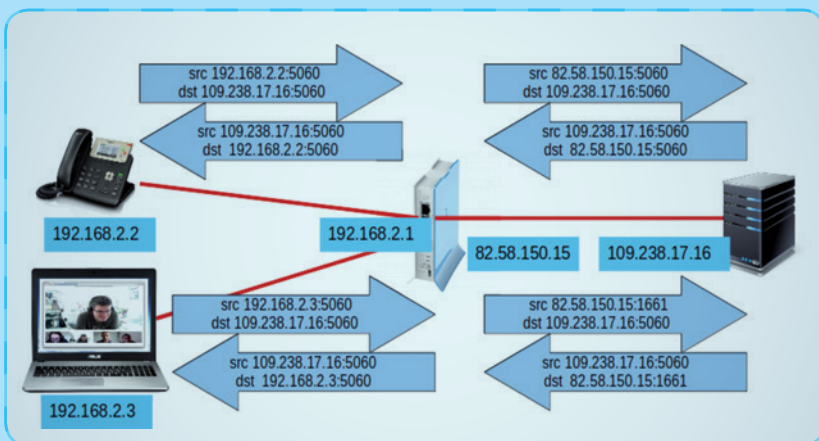 src 192.168.2.2:5060
dst 109.238.17.16:5060
src 82.58.150.15:5060
dst 109.238.17.16:5060
src 109.238.17.16:5060
dst 192.168.2.2:5060
src 109.238.17.16:5060
dst 82.58.150.15:5060
192.168.2.2
192.168.2.1
82.58.150.15
109.238.17.16
src 192.168.2.3:5060
dst 109.238.17.16:5060
src 82.58.150.15:1661
dst 109.238.17.16:5060
src 109.238.17.16:5060
dst 192.168.2.3:5060
src 109.238.17.16:5060
dst 82.58.150.15:1661
ASUS
192.168.2.3